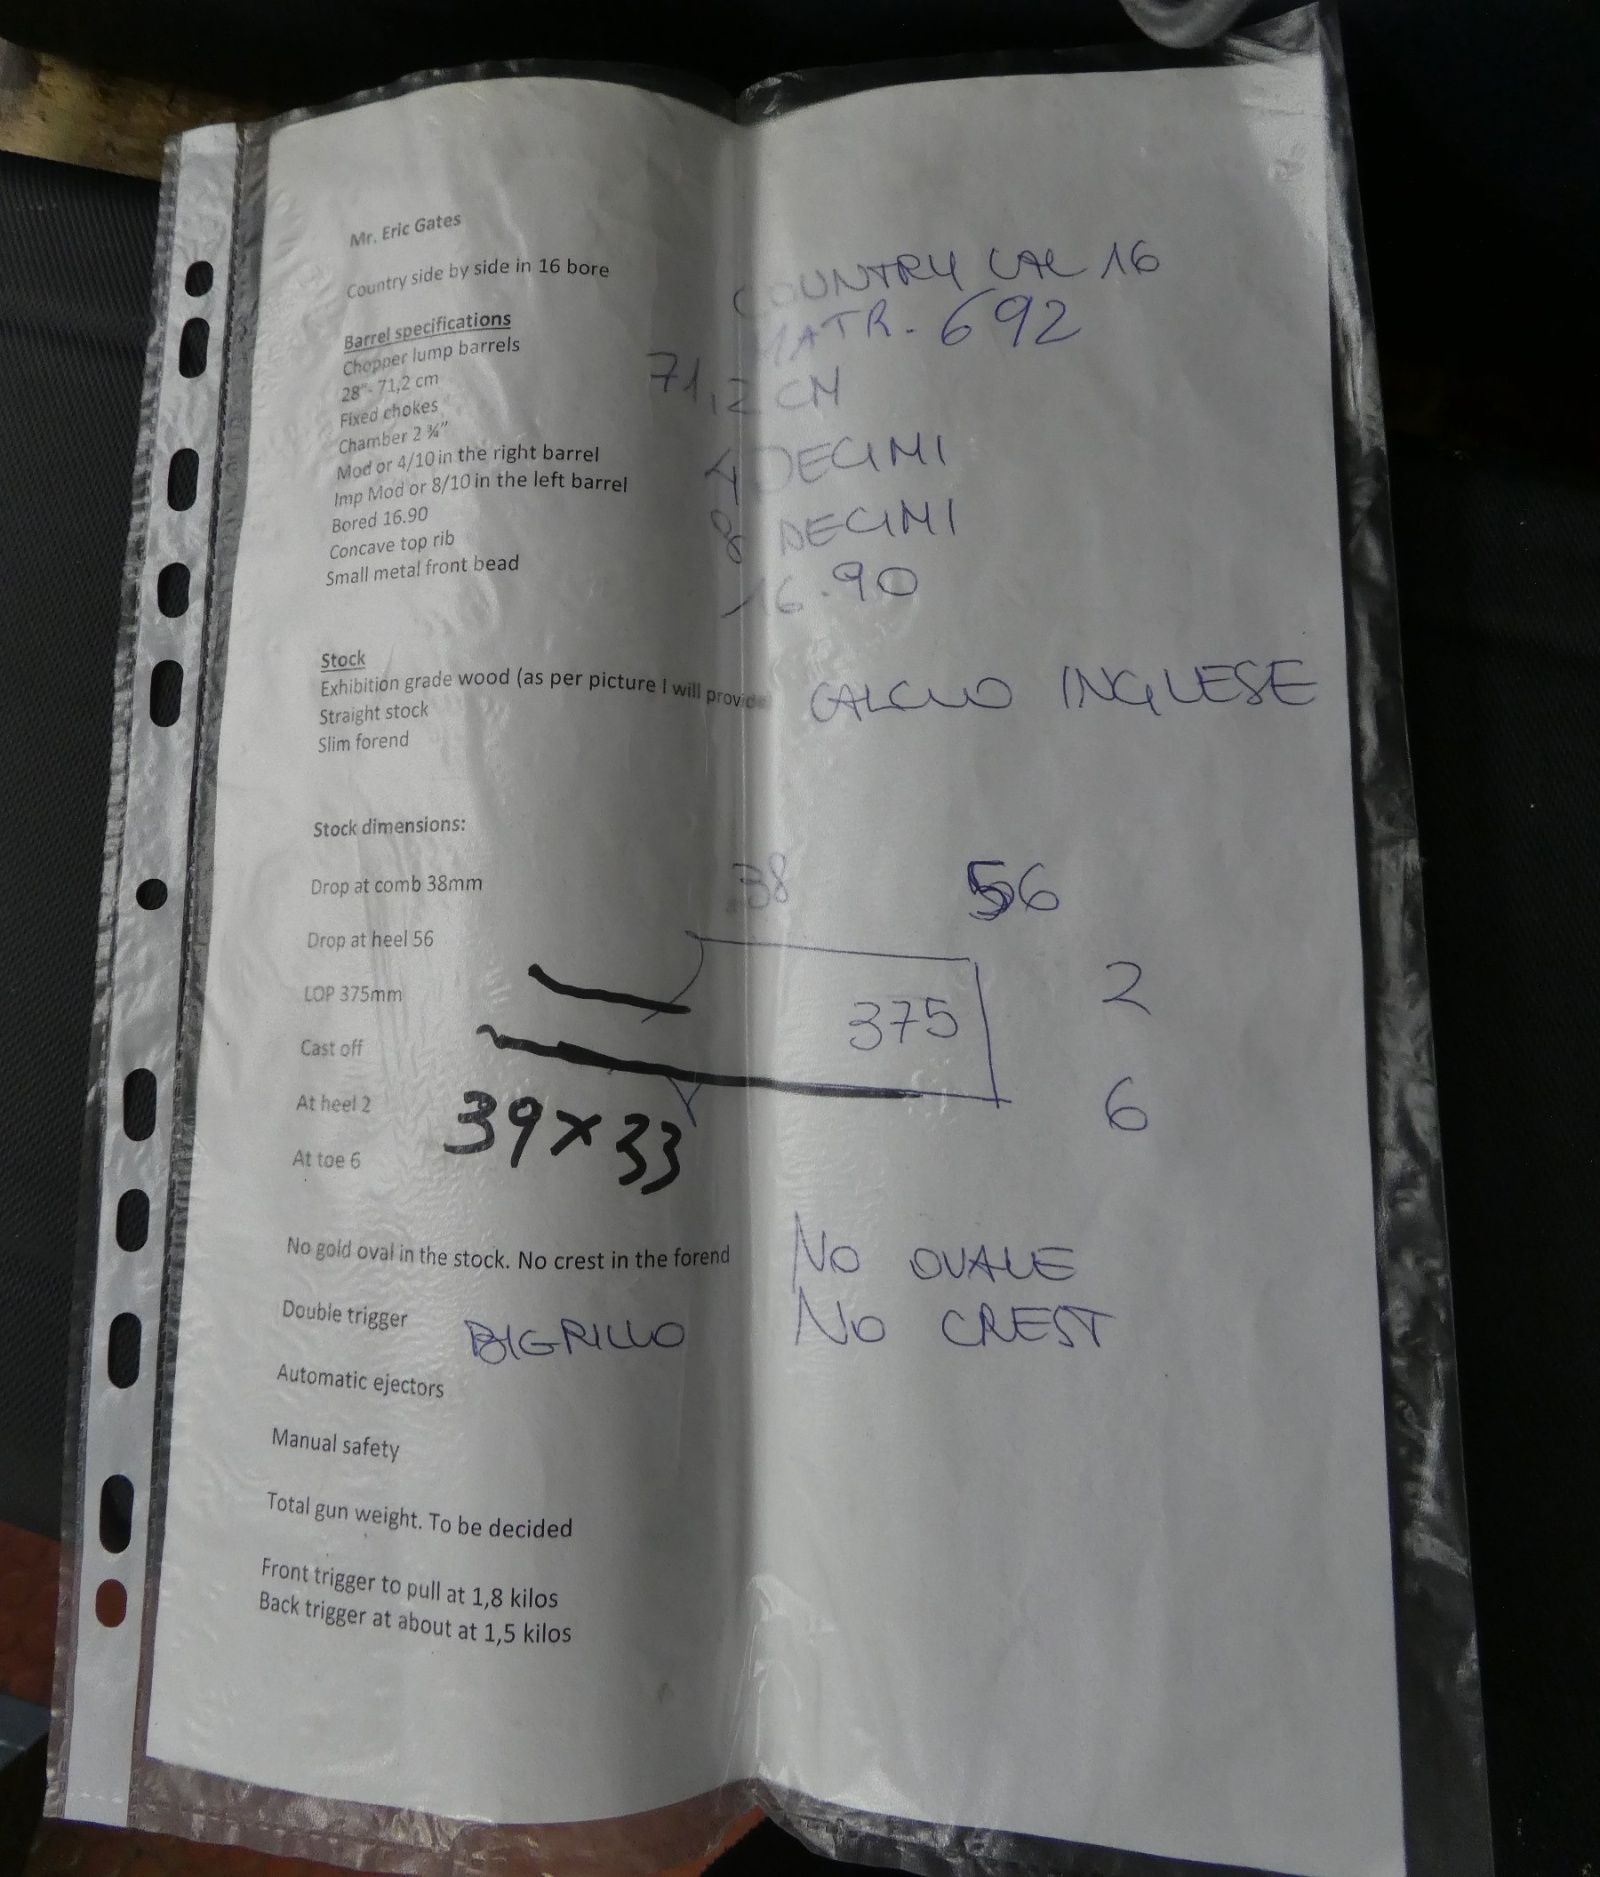 Mr. Eric Gates
Country side by side in 16 bore
COUNTRY CAL 16
MATR. 692
Barrel specifications
Chopper lump barrels
28"- 71,2 cm
71,2 CM
Fixed chokes
Chamber 2 ¾"
Mod or 4/10 in the right barrel
4 DECIMI
Imp Mod or 8/10 in the left barrel
8 DECIMI
Bored 16.90
16.90
Concave top rib
Small metal front bead
Stock
Exhibition grade wood (as per picture I will provide
Straight stock
CALCIO INGLESE
Slim forend
Stock dimensions:
Drop at comb 38mm
38
56
Drop at heel 56
LOP 375mm
375
2
Cast off
At heel 2
39x33
6
At toe 6
No gold oval in the stock. No crest in the forend
NO OVALE
Double trigger
BIGRILLO
NO CREST
Automatic ejectors
Manual safety
Total gun weight. To be decided
Front trigger to pull at 1,8 kilos
Back trigger at about at 1,5 kilos